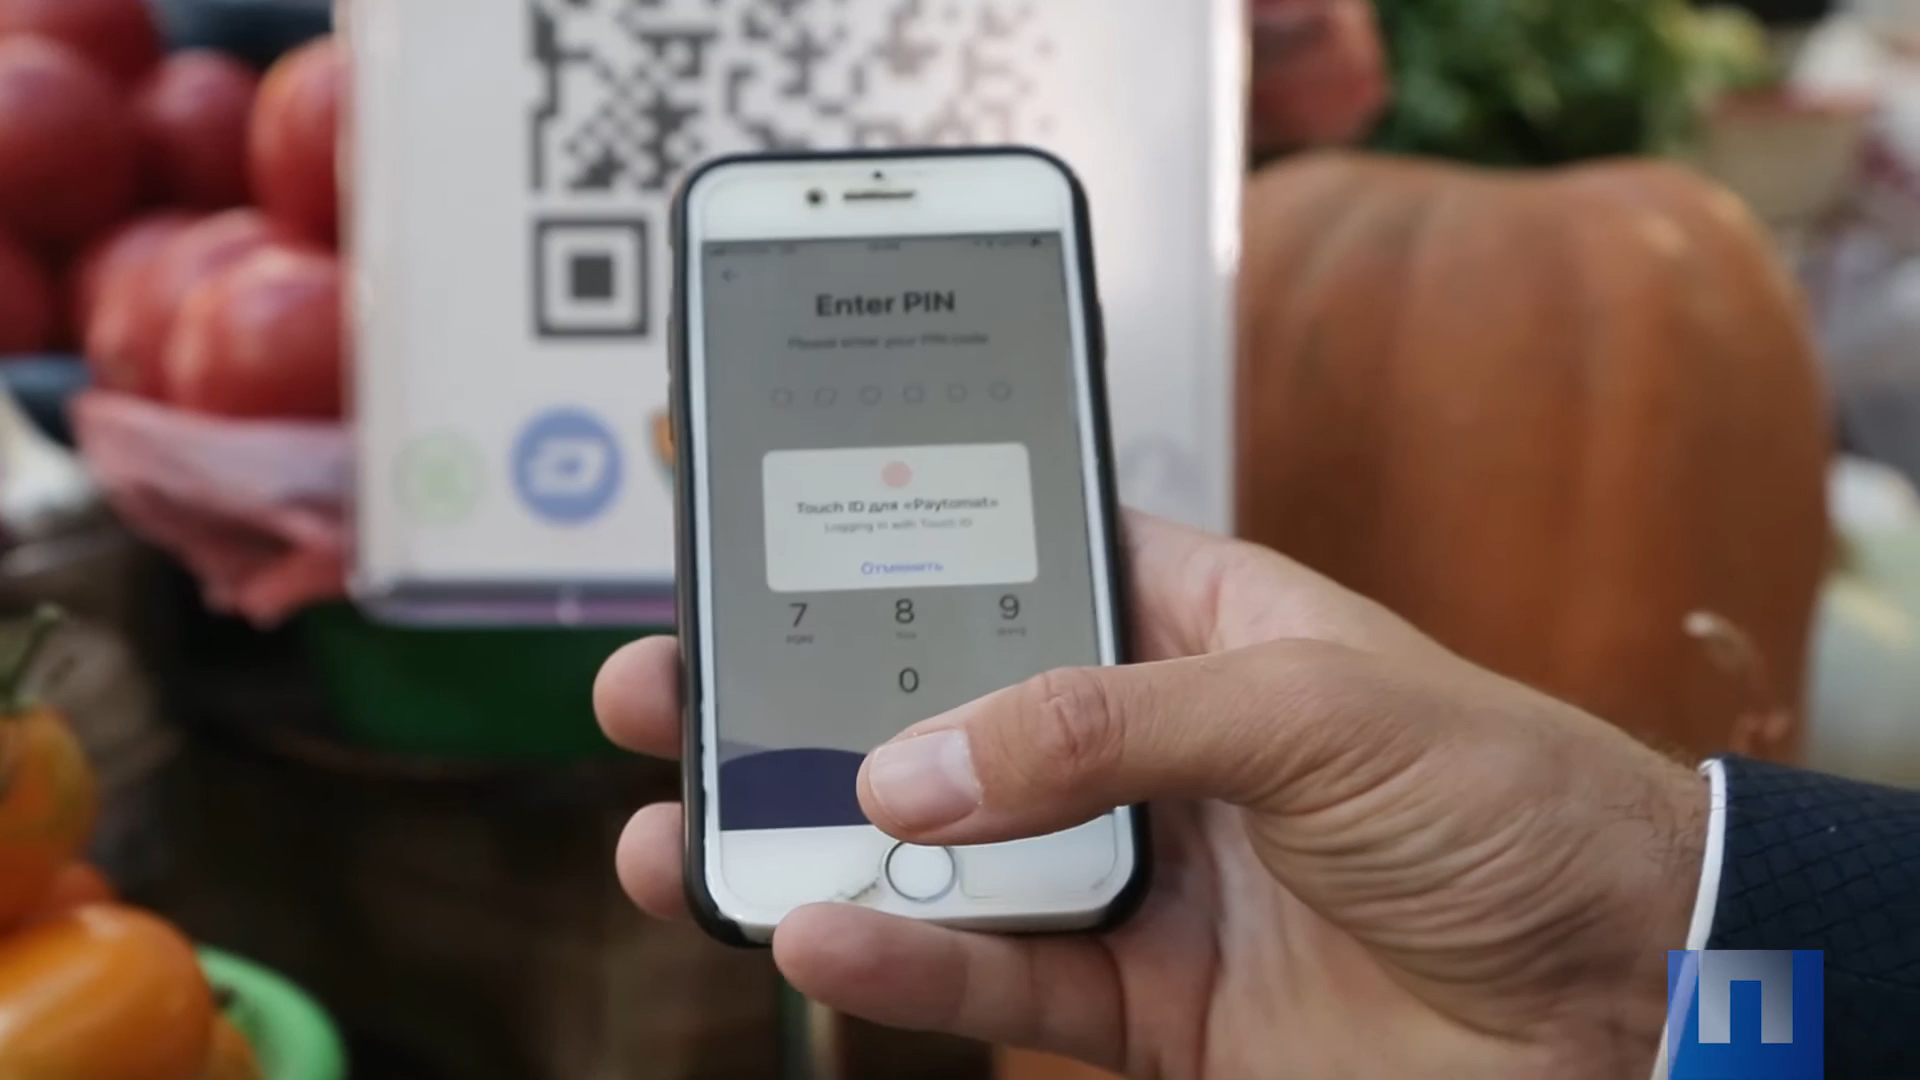 Enter PIN
Please enter your PIN code
Touch ID для «Paytomat»
Logging in with Touch ID
Отменить
7 8 9
0
П